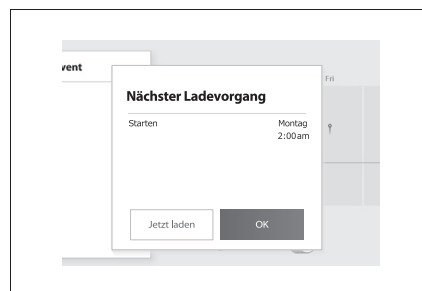 vent
Fri
Nächster Ladevorgang
Starten
Montag
2:00am
Jetzt laden
OK